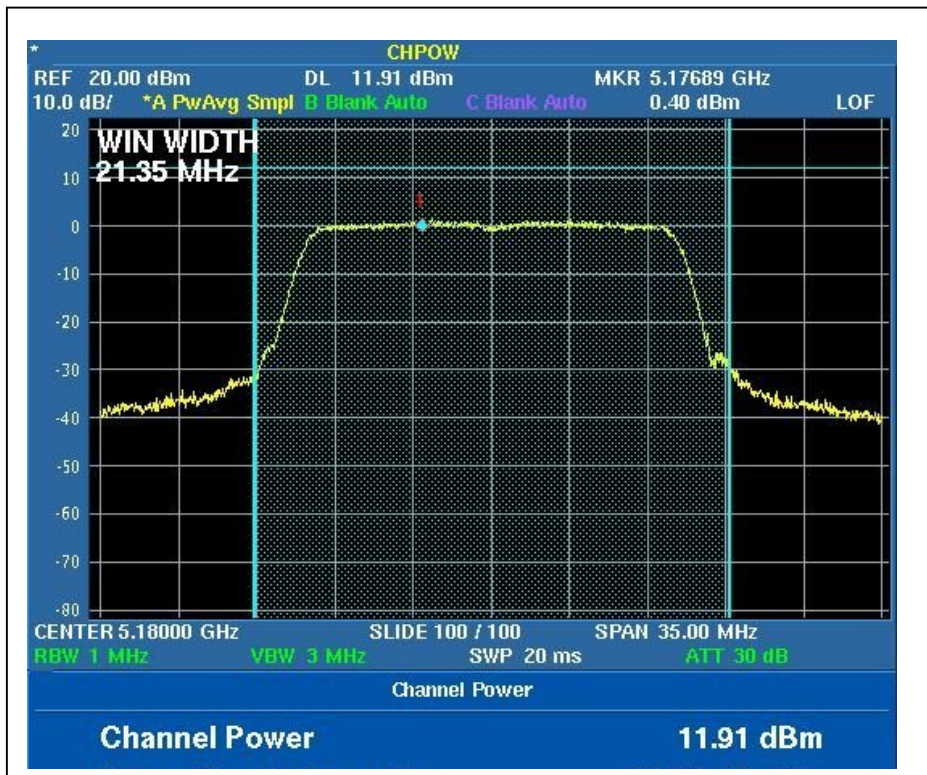 *
CHPOW
REF 20.00 dBm DL 11.91 dBm MKR 5.17689 GHz
10.0 dB/ *A PwAvg Smpl B Blank Auto C Blank Auto 0.40 dBm LOF
WIN WIDTH
21.35 MHz
1
20
10
0
-10
-20
-30
-40
-50
-60
-70
-80
CENTER 5.18000 GHz SLIDE 100 / 100 SPAN 35.00 MHz
RBW 1 MHz VBW 3 MHz SWP 20 ms ATT 30 dB
Channel Power
Channel Power 11.91 dBm